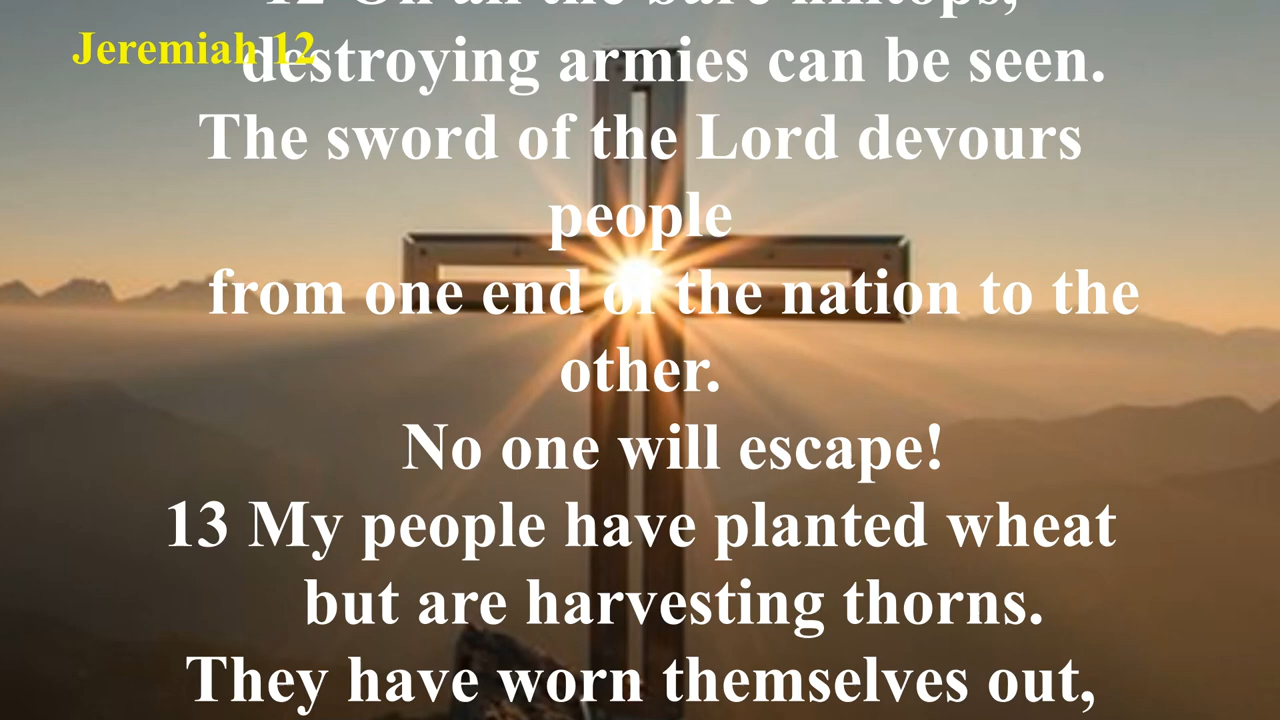 12 On all the bare hilltops,
Jeremiah 12
destroying armies can be seen.
The sword of the Lord devours
people
from one end of the nation to the
other.
No one will escape!
13 My people have planted wheat
but are harvesting thorns.
They have worn themselves out,